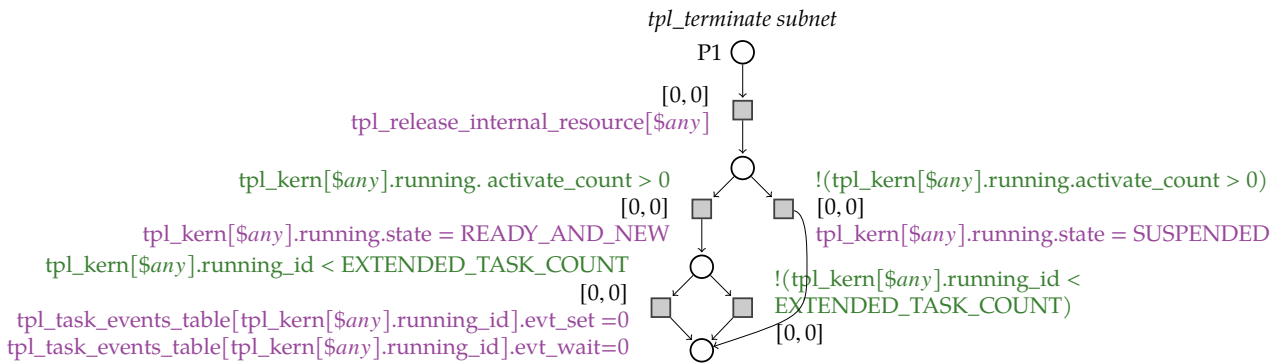 tpl_terminate subnet
P1
[0, 0]
tpl_release_internal_resource[$any]
tpl_kern[$any].running. activate_count > 0
!(tpl_kern[$any].running.activate_count > 0)
[0, 0]
[0, 0]
tpl_kern[$any].running.state = READY_AND_NEW
tpl_kern[$any].running.state = SUSPENDED
tpl_kern[$any].running_id < EXTENDED_TASK_COUNT
!(tpl_kern[$any].running_id <
EXTENDED_TASK_COUNT)
[0, 0]
[0, 0]
tpl_task_events_table[tpl_kern[$any].running_id].evt_set =0
tpl_task_events_table[tpl_kern[$any].running_id].evt_wait=0